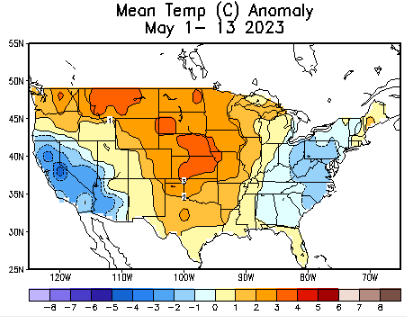 Mean Temp (C) Anomaly
May 1- 13 2023
55N
50N
45N
40N
35N
30N
25N
120W 110W 100W 90W 80W 70W
-8 -7 -6 -5 -4 -3 -2 -1 0 1 2 3 4 5 6 7 8